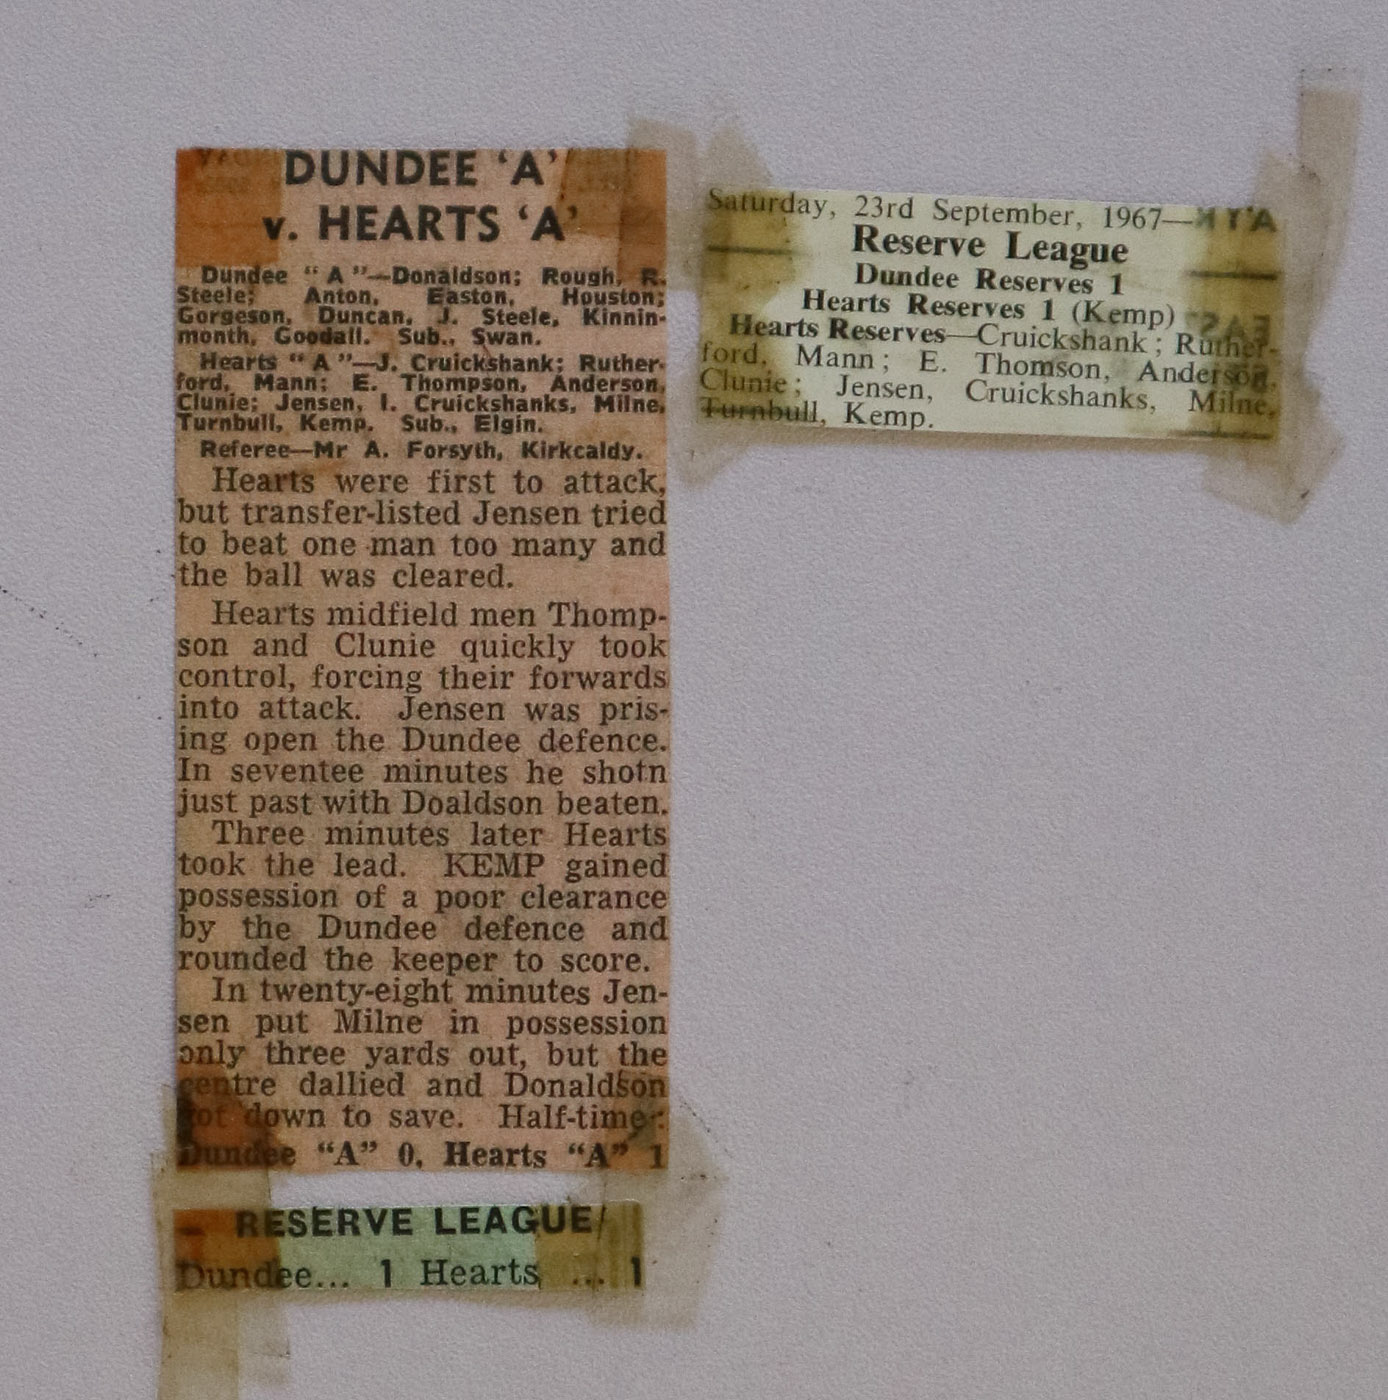 DUNDEE ‘A’
v. HEARTS ‘A’
Dundee “ A ”—Donaldson; Rough, R.
Steele; Anton, Easton, Houston;
Gorgeson, Duncan, J. Steele, Kinnin-
month, Goodall. Sub., Swan.
Hearts “ A ”—J. Cruickshank; Ruther-
ford, Mann; E. Thompson, Anderson,
Clunie; Jensen, I. Cruickshanks, Milne,
Turnbull, Kemp. Sub., Elgin.
Referee—Mr A. Forsyth, Kirkcaldy.
Hearts were first to attack,
but transfer-listed Jensen tried
to beat one man too many and
the ball was cleared.
Hearts midfield men Thomp-
son and Clunie quickly took
control, forcing their forwards
into attack. Jensen was pris-
ing open the Dundee defence.
In seventee minutes he shotn
just past with Doaldson beaten.
Three minutes later Hearts
took the lead. KEMP gained
possession of a poor clearance
by the Dundee defence and
rounded the keeper to score.
In twenty-eight minutes Jen-
sen put Milne in possession
only three yards out, but the
centre dallied and Donaldson
got down to save. Half-time:
Dundee “A” 0, Hearts “A” 1
RESERVE LEAGUE
Dundee... 1 Hearts ... 1
Saturday, 23rd September, 1967—
Reserve League
Dundee Reserves 1
Hearts Reserves 1 (Kemp)
Hearts Reserves—Cruickshank; Ruther-
ford, Mann; E. Thomson, Anderson,
Clunie; Jensen, Cruickshanks, Milne,
Turnbull, Kemp.